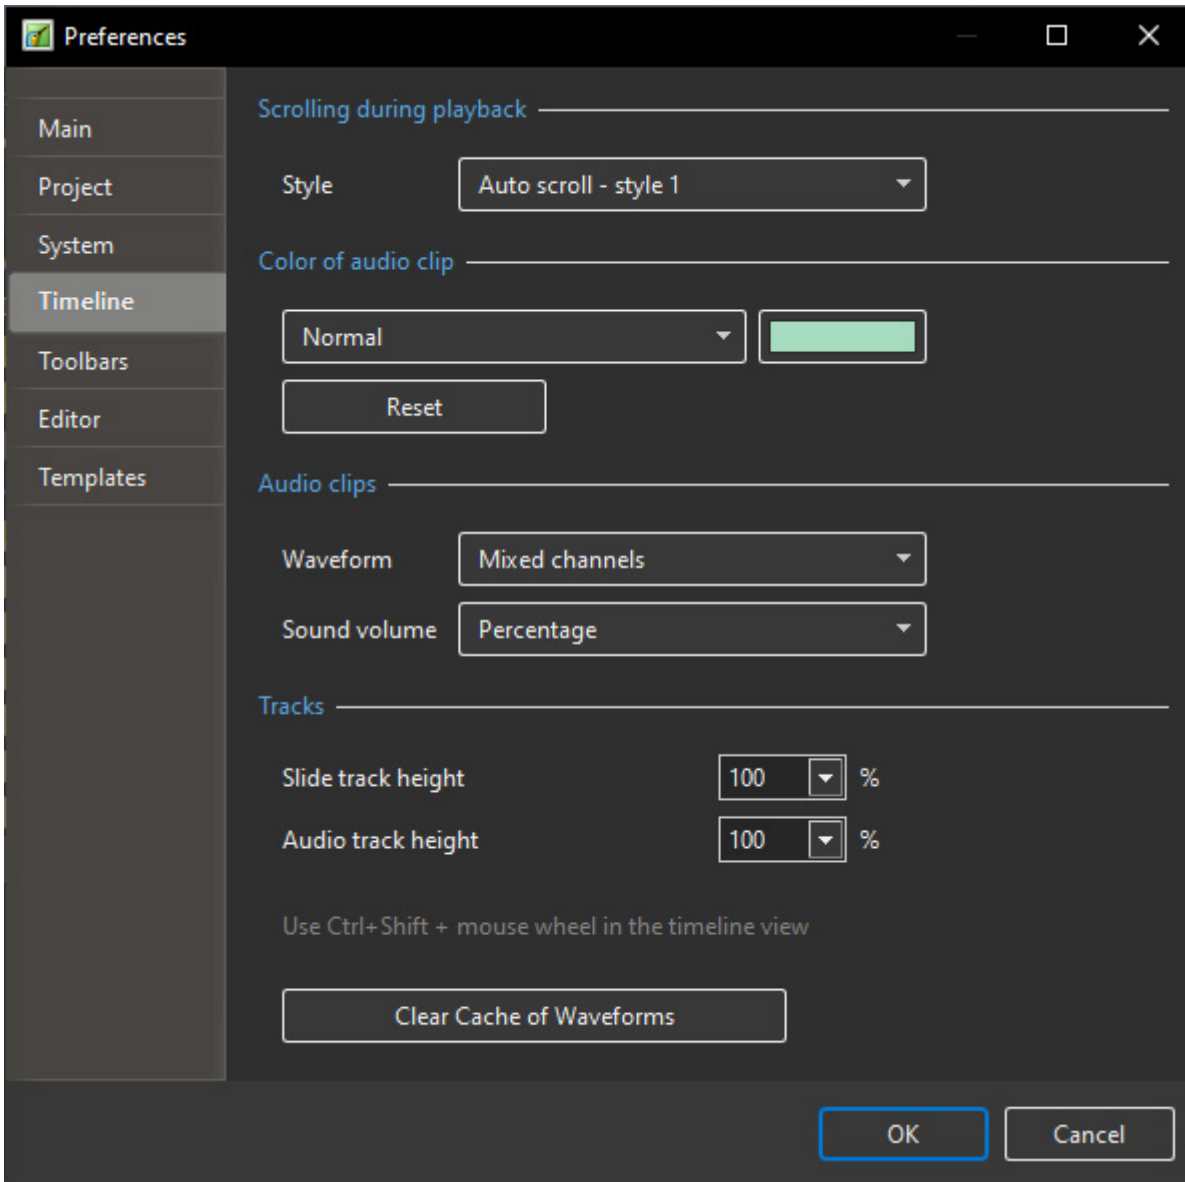 Preferences
Main
Project
System
Timeline
Toolbars
Editor
Templates
Scrolling during playback
Style Auto scroll - style 1
Color of audio clip
Normal
Reset
Audio clips
Waveform Mixed channels
Sound volume Percentage
Tracks
Slide track height 100 %
Audio track height 100 %
Use Ctrl+Shift + mouse wheel in the timeline view
Clear Cache of Waveforms
OK Cancel